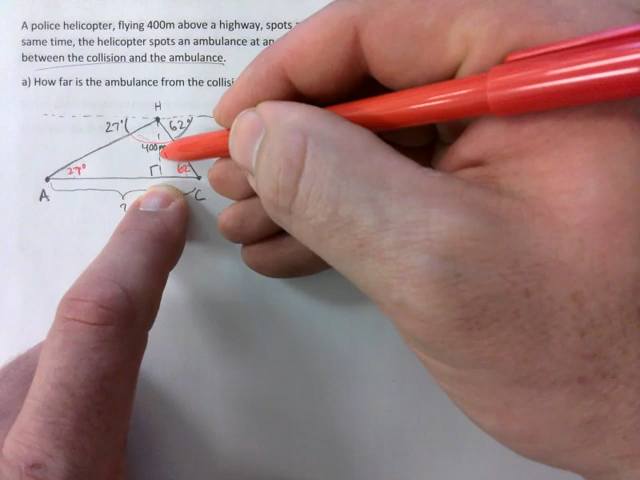 A police helicopter, flying 400m above a highway, spots
same time, the helicopter spots an ambulance at an
between the collision and the ambulance.
a) How far is the ambulance from the collisi
H
27° 62°
400m
27° 62
A C
?